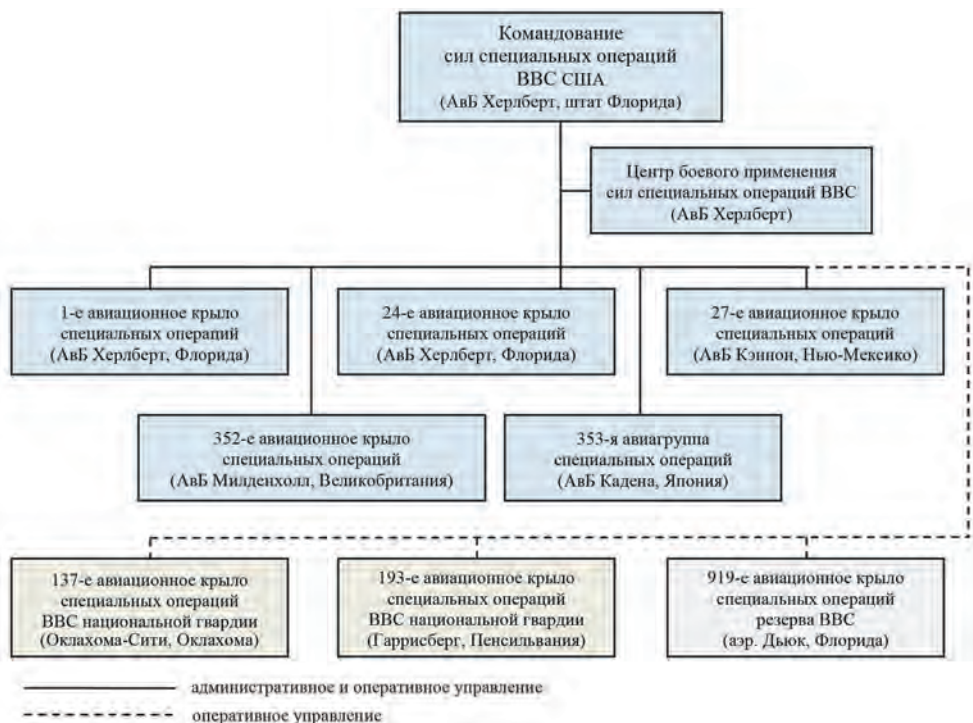 Командование
сил специальных операций
ВВС США
(АвБ Херлберт, штат Флорида)
Центр боевого применения
сил специальных операций ВВС
(АвБ Херлберт)
1-е авиационное крыло
специальных операций
(АвБ Херлберт, Флорида)
24-е авиационное крыло
специальных операций
(АвБ Херлберт, Флорида)
27-е авиационное крыло
специальных операций
(АвБ Кэннон, Нью-Мексико)
352-е авиационное крыло
специальных операций
(АвБ Милденхолл, Великобритания)
353-я авиагруппа
специальных операций
(АвБ Кадена, Япония)
137-е авиационное крыло
специальных операций
ВВС национальной гвардии
(Оклахома-Сити, Оклахома)
193-е авиационное крыло
специальных операций
ВВС национальной гвардии
(Гаррисберг, Пенсильвания)
919-е авиационное крыло
специальных операций
резерва ВВС
(аэр. Дьюк, Флорида)
административное и оперативное управление
оперативное управление